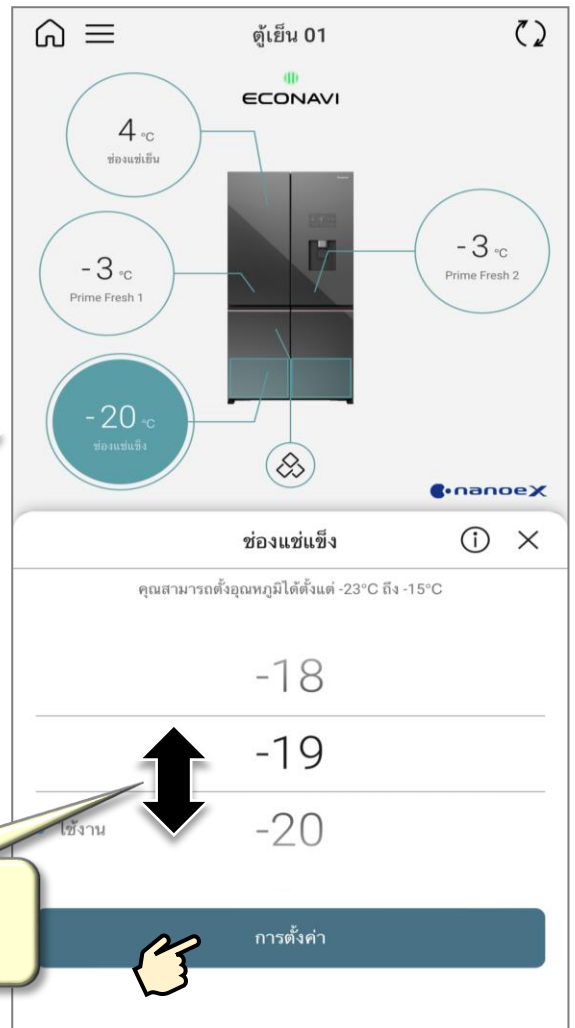 ตู้เย็น 01
ECONAVI
4 °C
ช่องแช่เย็น
-3 °C
Prime Fresh 1
-3 °C
Prime Fresh 2
-20 °C
ช่องแช่แข็ง
nanoeX
ช่องแช่แข็ง
คุณสามารถตั้งอุณหภูมิได้ตั้งแต่ -23°C ถึง -15°C
-18
-19
ใช้งาน -20
การตั้งค่า